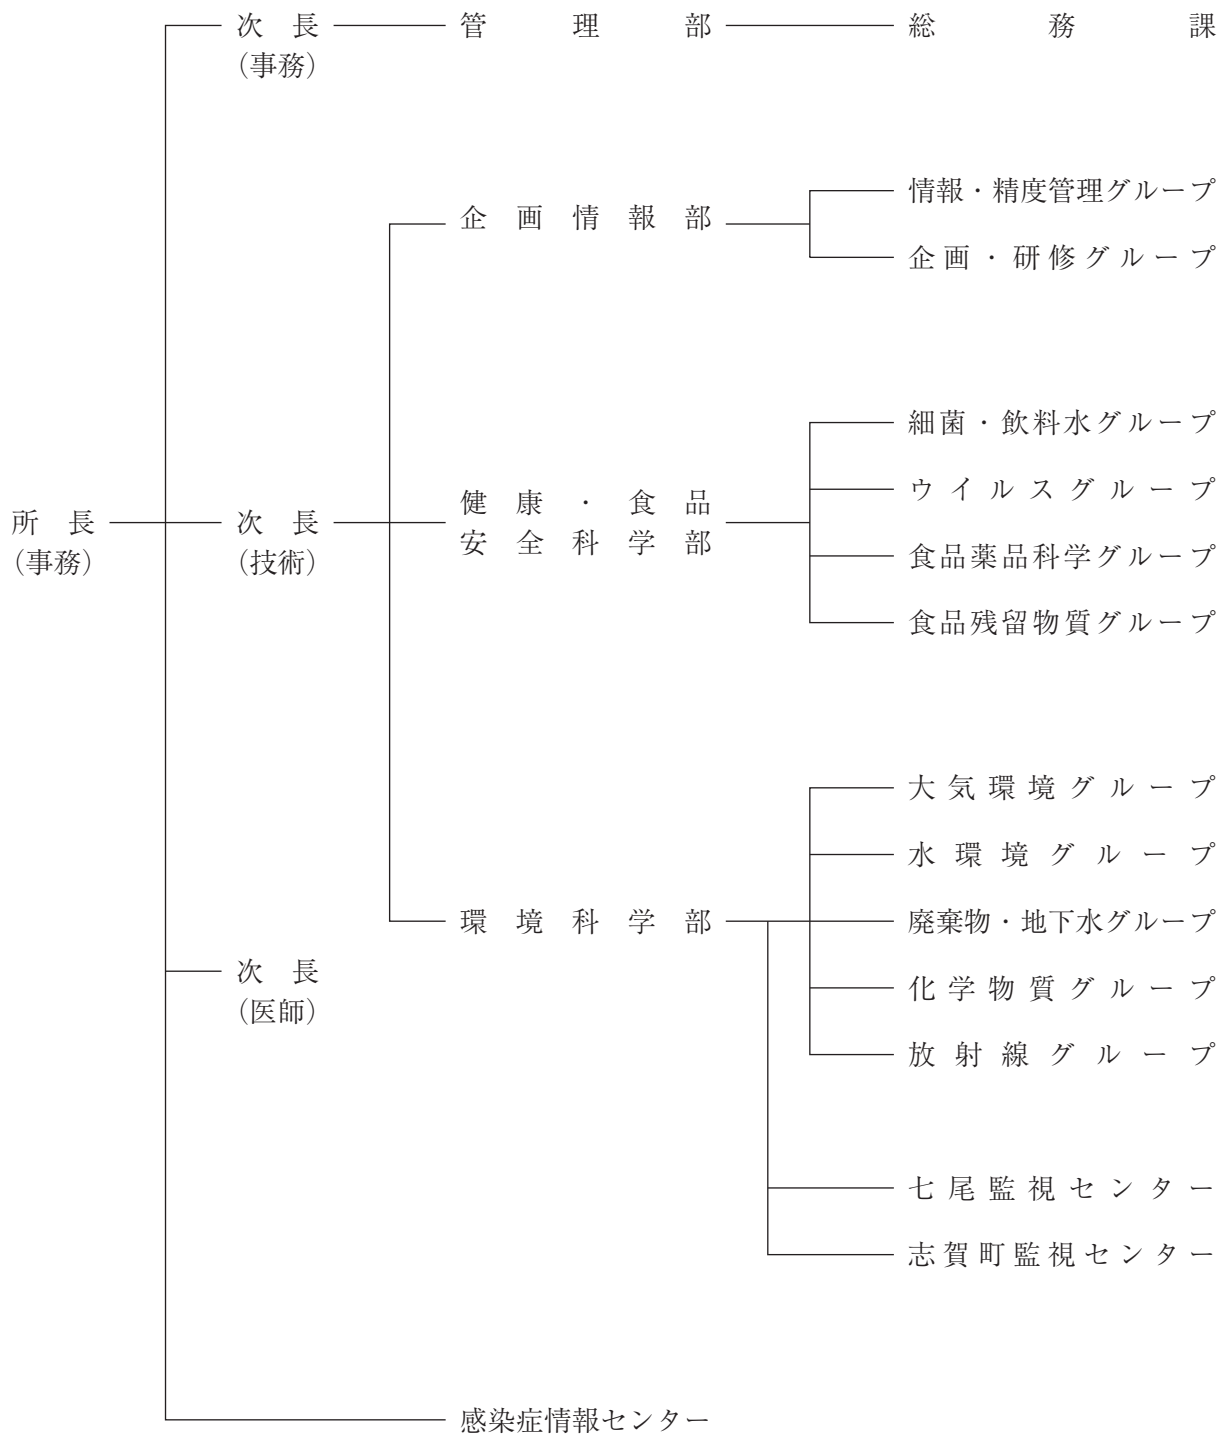 次長 管理部 総務課
(事務)
情報・精度管理グループ
企画情報部
企画・研修グループ
細菌・飲料水グループ
ウイルスグループ
健康・食品
所長 次長 安全科学部
(事務) (技術) 食品薬品科学グループ
食品残留物質グループ
大気環境グループ
水環境グループ
環境科学部 廃棄物・地下水グループ
次長
(医師)
化学物質グループ
放射線グループ
七尾監視センター
志賀町監視センター
感染症情報センター